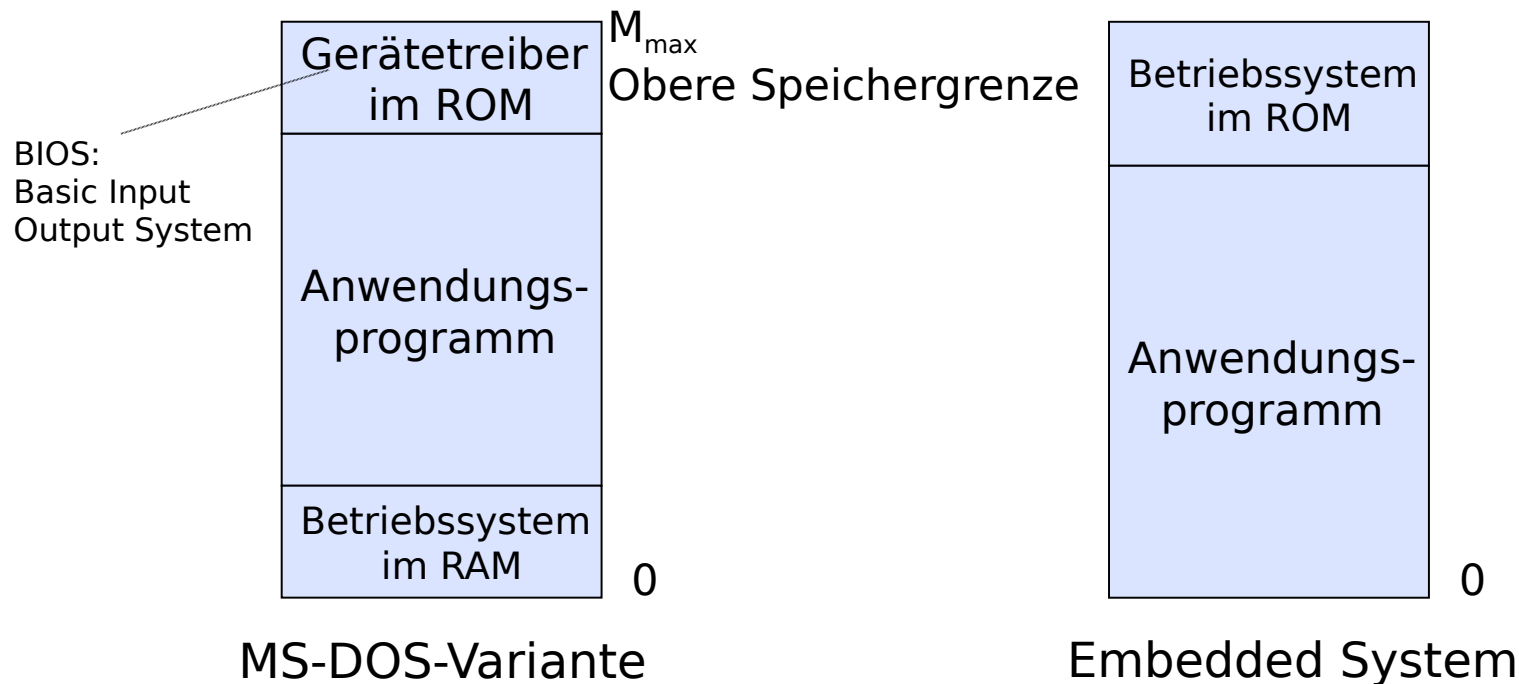 Gerätetreiber
im ROM
M_max
Obere Speichergrenze
BIOS:
Basic Input
Output System
Anwendungs-
programm
Betriebssystem
im RAM
0
MS-DOS-Variante
Betriebssystem
im ROM
Anwendungs-
programm
0
Embedded System